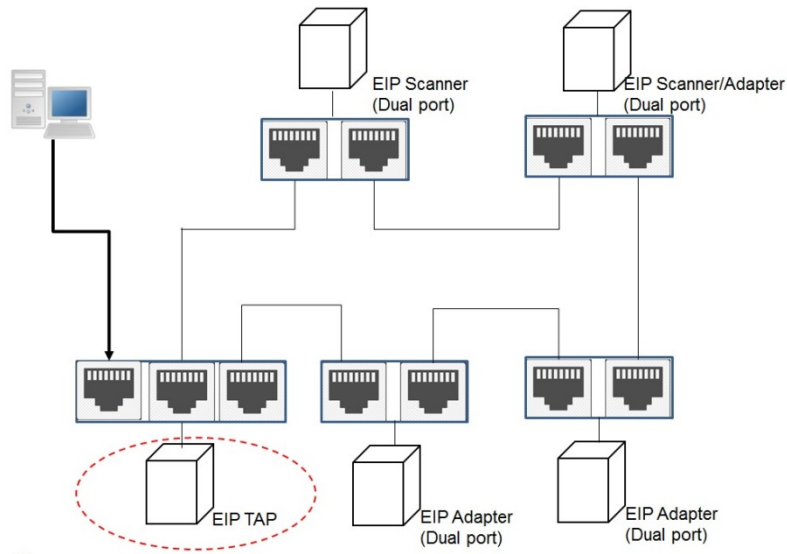 EIP Scanner
(Dual port)
EIP Scanner/Adapter
(Dual port)
EIP TAP
EIP Adapter
(Dual port)
EIP Adapter
(Dual port)